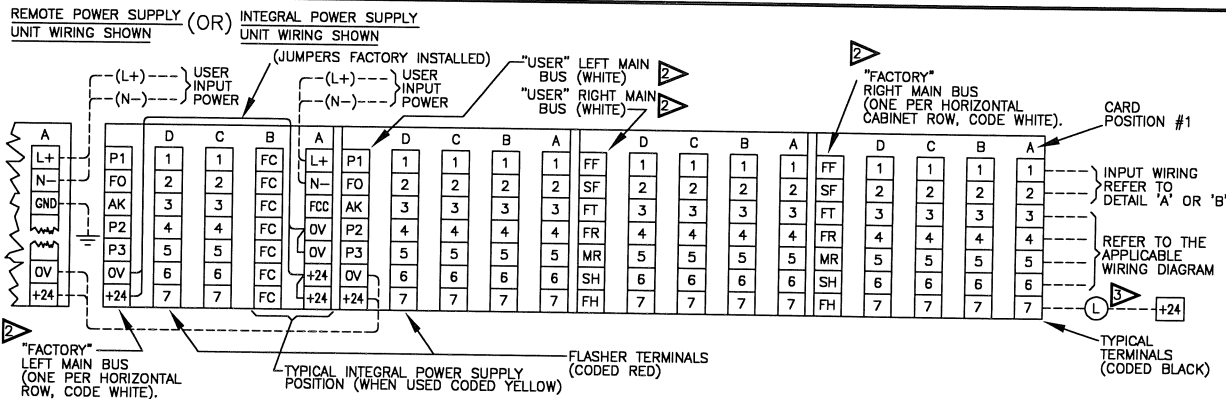 REMOTE POWER SUPPLY (OR) INTEGRAL POWER SUPPLY
UNIT WIRING SHOWN UNIT WIRING SHOWN
(JUMPERS FACTORY INSTALLED)
(L+) USER
(N-) INPUT
POWER
(L+) USER
(N-) INPUT
POWER
"USER" LEFT MAIN
BUS (WHITE) 2
"USER" RIGHT MAIN
BUS (WHITE) 2
2
"FACTORY"
RIGHT MAIN BUS
(ONE PER HORIZONTAL
CABINET ROW, CODE WHITE).
CARD
POSITION #1
A D C B A D C B A D C B A D C B A
L+ P1 1 1 FC L+ P1 1 1 1 1 FF 1 1 1 1 FF 1 1 1 1
N- FO 2 2 FC N- FO 2 2 2 2 SF 2 2 2 2 SF 2 2 2 2
GND AK 3 3 FC FCC AK 3 3 3 3 FT 3 3 3 3 FT 3 3 3 3
P2 4 4 FC 0V P2 4 4 4 4 FR 4 4 4 4 FR 4 4 4 4
P3 5 5 FC 0V P3 5 5 5 5 MR 5 5 5 5 MR 5 5 5 5
0V 0V 6 6 FC +24 0V 6 6 6 6 SH 6 6 6 6 SH 6 6 6 6
+24 +24 7 7 FC +24 +24 7 7 7 7 FH 7 7 7 7 FH 7 7 7 7 L 3 +24
INPUT WIRING
REFER TO
DETAIL 'A' OR 'B'
REFER TO THE
APPLICABLE
WIRING DIAGRAM
2
"FACTORY"
LEFT MAIN BUS
(ONE PER HORIZONTAL
ROW, CODE WHITE).
TYPICAL INTEGRAL POWER SUPPLY
POSITION (WHEN USED CODED YELLOW)
FLASHER TERMINALS
(CODED RED)
TYPICAL
TERMINALS
(CODED BLACK)